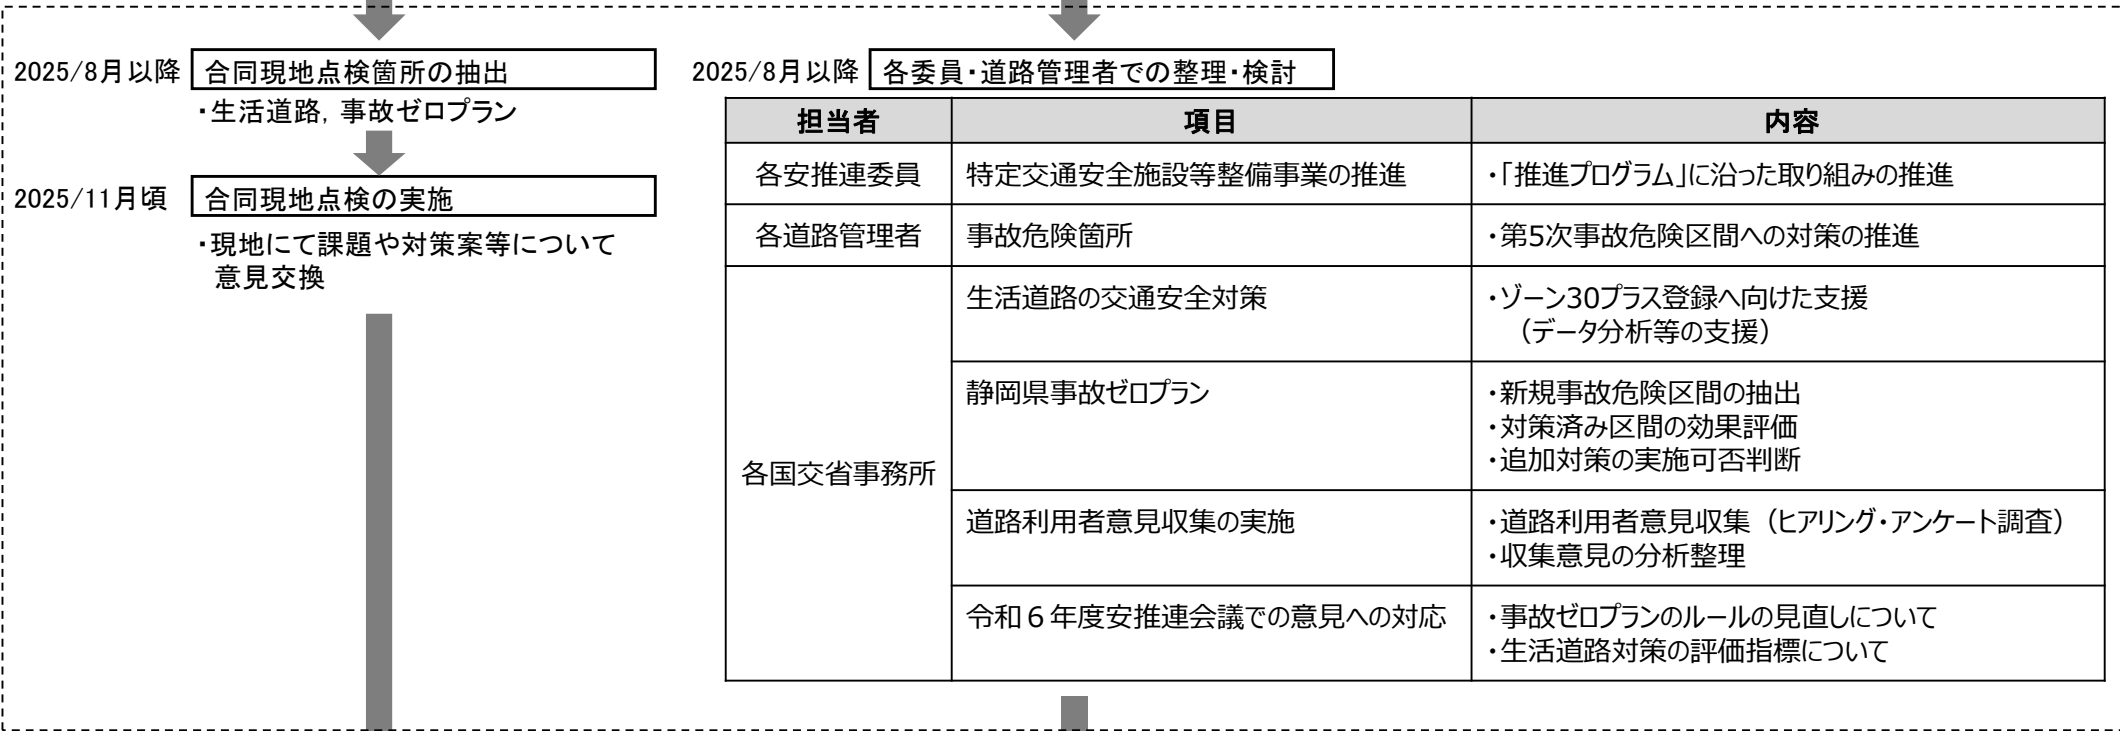 2025/8月以降 合同現地点検箇所の抽出
・生活道路, 事故ゼロプラン
2025/11月頃 合同現地点検の実施
・現地にて課題や対策案等について
意見交換
2025/8月以降 各委員・道路管理者での整理・検討
担当者 項目 内容
各安推連委員 特定交通安全施設等整備事業の推進 ・「推進プログラム」に沿った取り組みの推進
各道路管理者 事故危険箇所 ・第5次事故危険区間への対策の推進
各国交省事務所
生活道路の交通安全対策 ・ゾーン30プラス登録へ向けた支援
（データ分析等の支援）
静岡県事故ゼロプラン ・新規事故危険区間の抽出
・対策済み区間の効果評価
・追加対策の実施可否判断
道路利用者意見収集の実施 ・道路利用者意見収集（ヒアリング・アンケート調査）
・収集意見の分析整理
令和６年度安推連会議での意見への対応 ・事故ゼロプランのルールの見直しについて
・生活道路対策の評価指標について